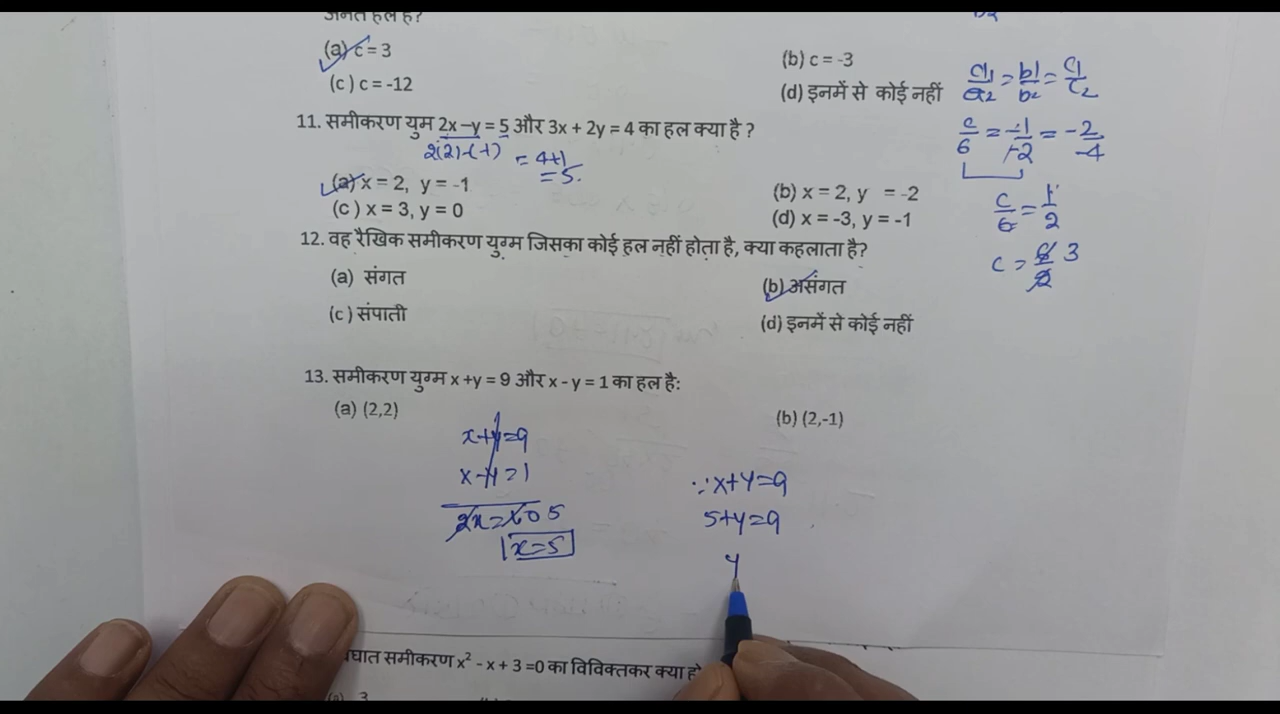 (a) c = 3
(b) c = -3
(c) c = -12
(d) इनमें से कोई नहीं
a1/a2 = b1/b2 = c1/c2
c/6 = -1/-2 = -2/-4
c/6 = 1/2
c = 6/2 3
11. समीकरण युम 2x –y = 5 और 3x + 2y = 4 का हल क्या है ?
2(2)-(-1) = 4+1
= 5.
(a) x = 2, y = -1
(b) x = 2, y = -2
(c) x = 3, y = 0
(d) x = -3, y = -1
12. वह रैखिक समीकरण युग्म जिसका कोई हल नहीं होता है, क्या कहलाता है?
(a) संगत
(b) असंगत
(c) संपाती
(d) इनमें से कोई नहीं
13. समीकरण युग्म x +y = 9 और x - y = 1 का हल है:
(a) (2,2)
(b) (2,-1)
x+y=9
x-y=1
2x=10 5
x=5
∵x+y=9
5+y=9
y
घात समीकरण x² - x + 3 =0 का विविक्तकर क्या